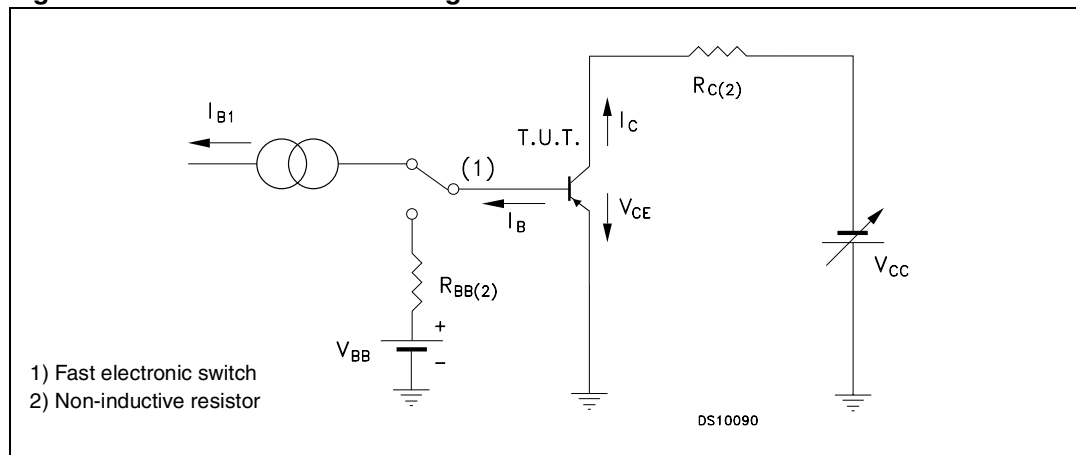 R_C(2)
I_B1
I_C
T.U.T.
(1)
V_CE
I_B
V_CC
R_BB(2)
+
V_BB
–
1) Fast electronic switch
2) Non-inductive resistor
DS10090